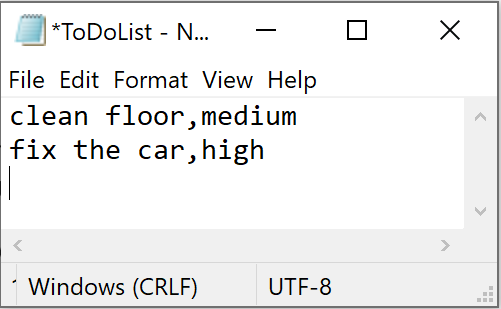 *ToDoList - N...
File Edit Format View Help
clean floor,medium
fix the car,high
Windows (CRLF) UTF-8